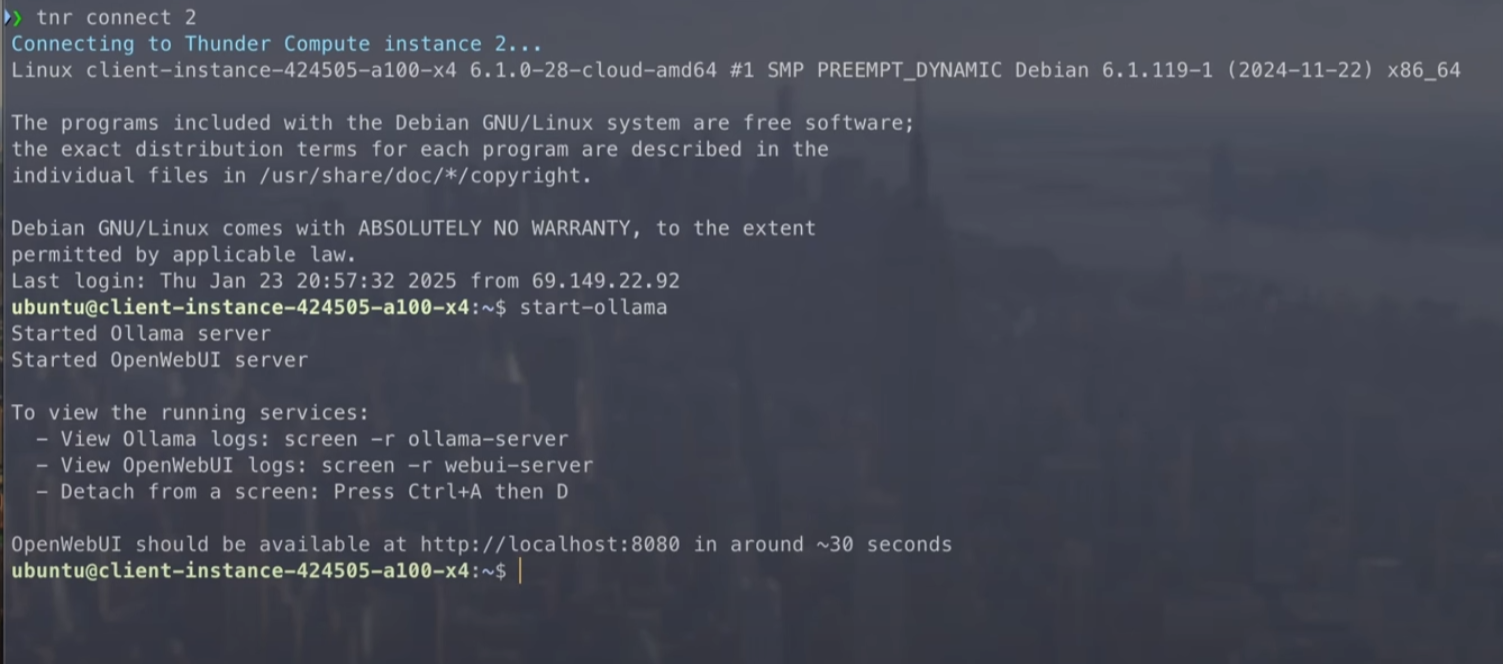 ❯ tnr connect 2
Connecting to Thunder Compute instance 2...
Linux client-instance-424505-a100-x4 6.1.0-28-cloud-amd64 #1 SMP PREEMPT_DYNAMIC Debian 6.1.119-1 (2024-11-22) x86_64
The programs included with the Debian GNU/Linux system are free software;
the exact distribution terms for each program are described in the
individual files in /usr/share/doc/*/copyright.
Debian GNU/Linux comes with ABSOLUTELY NO WARRANTY, to the extent
permitted by applicable law.
Last login: Thu Jan 23 20:57:32 2025 from 69.149.22.92
ubuntu@client-instance-424505-a100-x4:~$ start-ollama
Started Ollama server
Started OpenWebUI server
To view the running services:
- View Ollama logs: screen -r ollama-server
- View OpenWebUI logs: screen -r webui-server
- Detach from a screen: Press Ctrl+A then D
OpenWebUI should be available at http://localhost:8080 in around ~30 seconds
ubuntu@client-instance-424505-a100-x4:~$